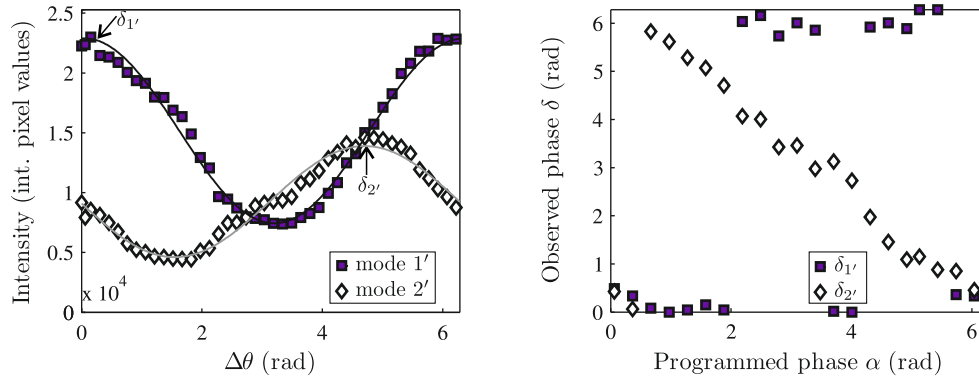 Intensity (int. pixel values)
2.5
2
1.5
1
0.5
0
x 10⁴
δ1′
δ2′
mode 1′
mode 2′
0 2 4 6
Δθ (rad)
Observed phase δ (rad)
6
5
4
3
2
1
0
δ1′
δ2′
0 2 4 6
Programmed phase α (rad)